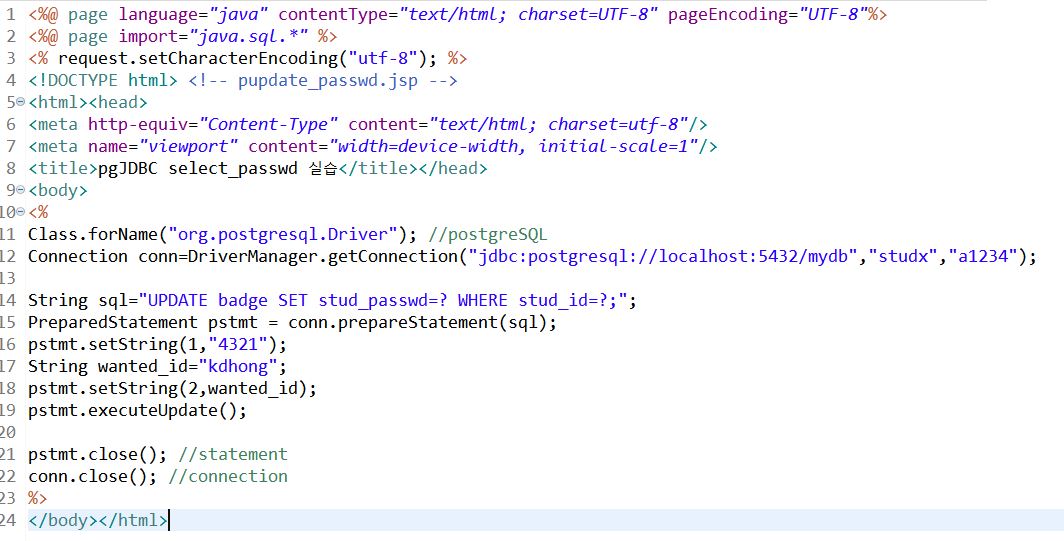 1 <%@ page language="java" contentType="text/html; charset=UTF-8" pageEncoding="UTF-8"%>
2 <%@ page import="java.sql.*" %>
3 <% request.setCharacterEncoding("utf-8"); %>
4 <!DOCTYPE html> <!-- pupdate_passwd.jsp -->
5 <html><head>
6 <meta http-equiv="Content-Type" content="text/html; charset=utf-8"/>
7 <meta name="viewport" content="width=device-width, initial-scale=1"/>
8 <title>pgJDBC select_passwd 실습</title></head>
9 <body>
10 <%
11 Class.forName("org.postgresql.Driver"); //postgreSQL
12 Connection conn=DriverManager.getConnection("jdbc:postgresql://localhost:5432/mydb","studx","a1234");
13
14 String sql="UPDATE badge SET stud_passwd=? WHERE stud_id=?;";
15 PreparedStatement pstmt = conn.prepareStatement(sql);
16 pstmt.setString(1,"4321");
17 String wanted_id="kdhong";
18 pstmt.setString(2,wanted_id);
19 pstmt.executeUpdate();
20
21 pstmt.close(); //statement
22 conn.close(); //connection
23 %>
24 </body></html>